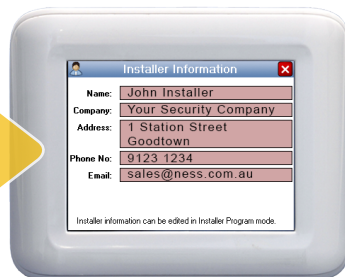 Installer Information
Name: John Installer
Company: Your Security Company
Address: 1 Station Street
Goodtown
Phone No: 9123 1234
Email: sales@ness.com.au
Installer information can be edited in Installer Program mode.